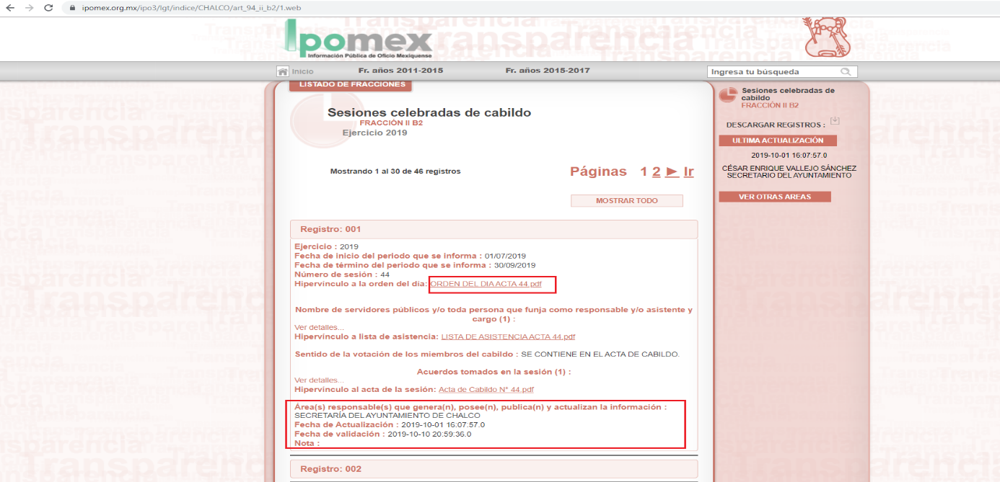 ipomex.org.mx/ipo3/lgt/indice/CHALCO/art_94_ii_b2/1.web
Ipomex
Información Pública de Oficio Mexiquense
Inicio
Fr. años 2011-2015
Fr. años 2015-2017
Ingresa tu búsqueda
LISTADO DE FRACCIONES
Sesiones celebradas de cabildo
FRACCIÓN II B2
Ejercicio 2019
Mostrando 1 al 30 de 46 registros
Páginas 1 2 ► Ir
MOSTRAR TODO
Registro: 001
Ejercicio : 2019
Fecha de inicio del periodo que se informa : 01/07/2019
Fecha de término del periodo que se informa : 30/09/2019
Número de sesión : 44
Hipervínculo a la orden del dia: ORDEN DEL DIA ACTA 44.pdf
Nombre de servidores públicos y/o toda persona que funja como responsable y/o asistente y
cargo (1) :
Ver detalles...
Hipervínculo a lista de asistencia: LISTA DE ASISTENCIA ACTA 44.pdf
Sentido de la votación de los miembros del cabildo : SE CONTIENE EN EL ACTA DE CABILDO.
Acuerdos tomados en la sesión (1) :
Ver detalles...
Hipervínculo al acta de la sesión: Acta de Cabildo N° 44.pdf
Área(s) responsable(s) que genera(n), posee(n), publica(n) y actualizan la información :
SECRETARÍA DEL AYUNTAMIENTO DE CHALCO
Fecha de Actualización : 2019-10-01 16:07:57.0
Fecha de validación : 2019-10-10 20:59:36.0
Nota :
Registro: 002
Sesiones celebradas de
cabildo
FRACCIÓN II B2
DESCARGAR REGISTROS :
ULTIMA ACTUALIZACIÓN
2019-10-01 16:07:57.0
CÉSAR ENRIQUE VALLEJO SÁNCHEZ
SECRETARIO DEL AYUNTAMIENTO
VER OTRAS AREAS
Transparencia